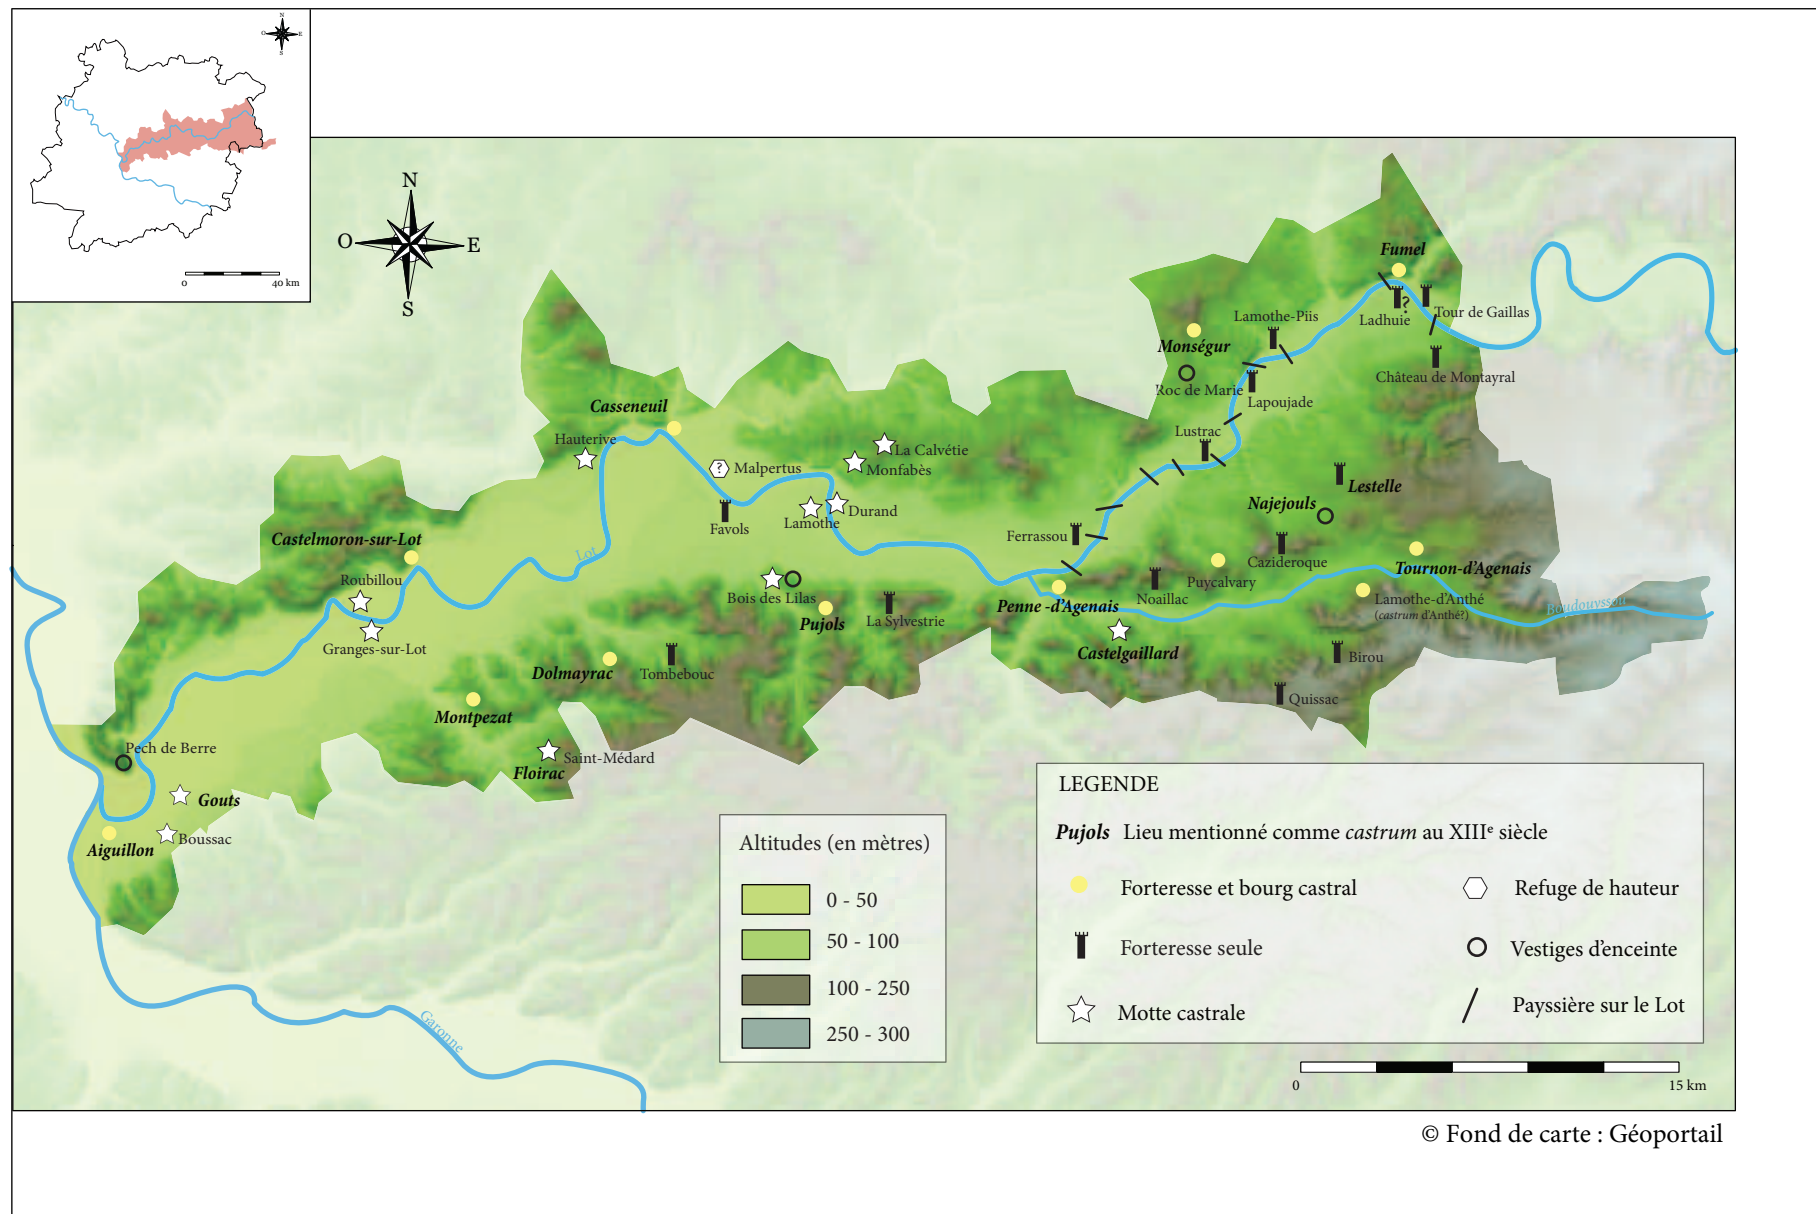 N
O
E
S
0
40 km
N
O
E
S
Fumel
?
Ladhuie
Tour de Gaillas
Lamothe-Piis
Monségur
Roc de Marie
Château de Montayral
Lapoujade
Casseneuil
Hauterive
Lustrac
La Calvétie
? Malpertus
Monfabès
Lestelle
Najejouls
Favols
Lamothe
Durand
Castelmoron-sur-Lot
Ferrassou
Lot
Cazideroque
Tournon-d'Agenais
Roubillou
Puycalvary
Noaillac
Bois des Lilas
Penne -d'Agenais
Lamothe-d'Anthé
(castrum d'Anthé?)
Boudouyssou
Pujols
La Sylvestrie
Granges-sur-Lot
Castelgaillard
Birou
Dolmayrac
Tombebouc
Quissac
Montpezat
Pech de Berre
Saint-Médard
Floirac
Gouts
Boussac
Aiguillon
Garonne
Altitudes (en mètres)
0 - 50
50 - 100
100 - 250
250 - 300
LEGENDE
Pujols Lieu mentionné comme castrum au XIIIe siècle
Forteresse et bourg castral
Refuge de hauteur
Forteresse seule
Vestiges d'enceinte
Motte castrale
Payssière sur le Lot
0
15 km
© Fond de carte : Géoportail